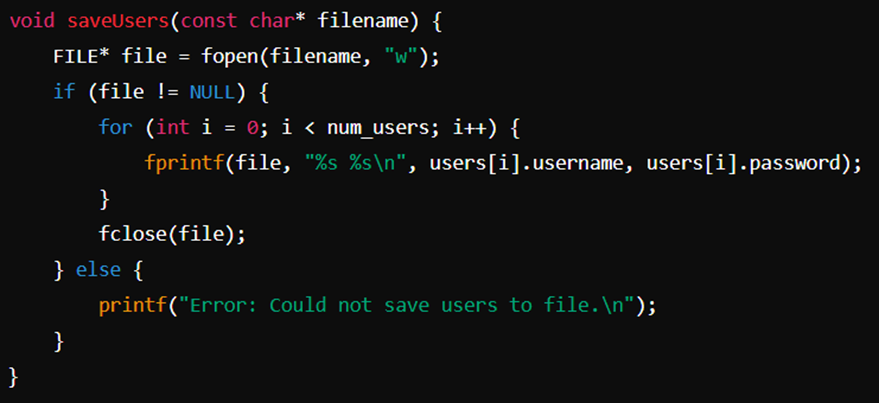 void saveUsers(const char* filename) {
    FILE* file = fopen(filename, "w");
    if (file != NULL) {
        for (int i = 0; i < num_users; i++) {
            fprintf(file, "%s %s\n", users[i].username, users[i].password);
        }
        fclose(file);
    } else {
        printf("Error: Could not save users to file.\n");
    }
}